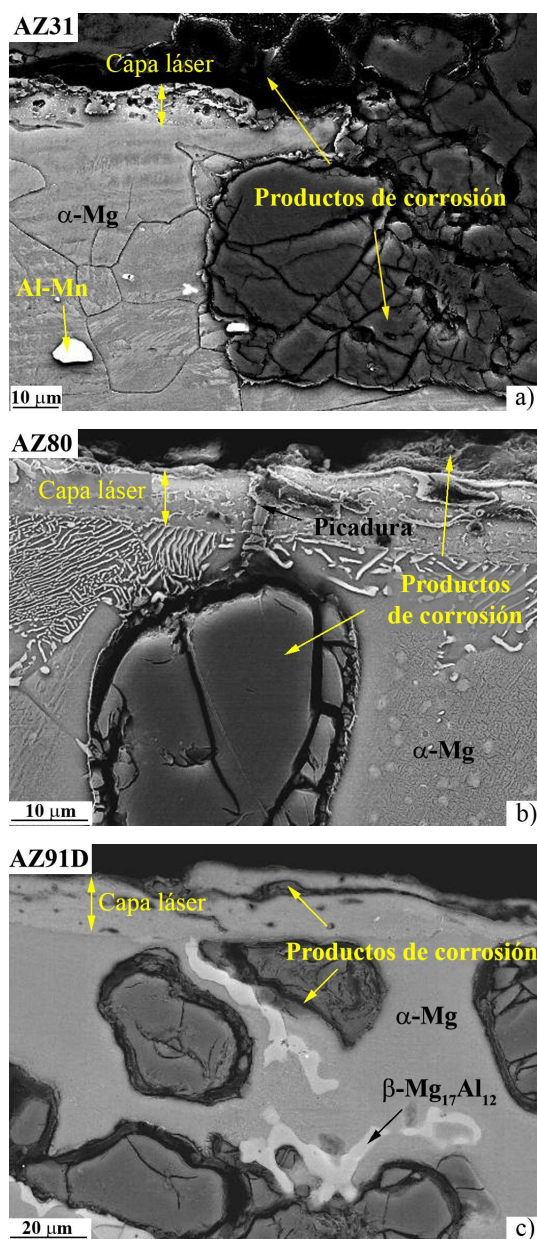 AZ31
Capa láser
Productos de corrosión
α-Mg
Al-Mn
10 μm
a)
AZ80
Capa láser
Picadura
Productos
de corrosión
α-Mg
10 μm
b)
AZ91D
Capa láser
Productos de corrosión
α-Mg
β-Mg₁₇Al₁₂
20 μm
c)